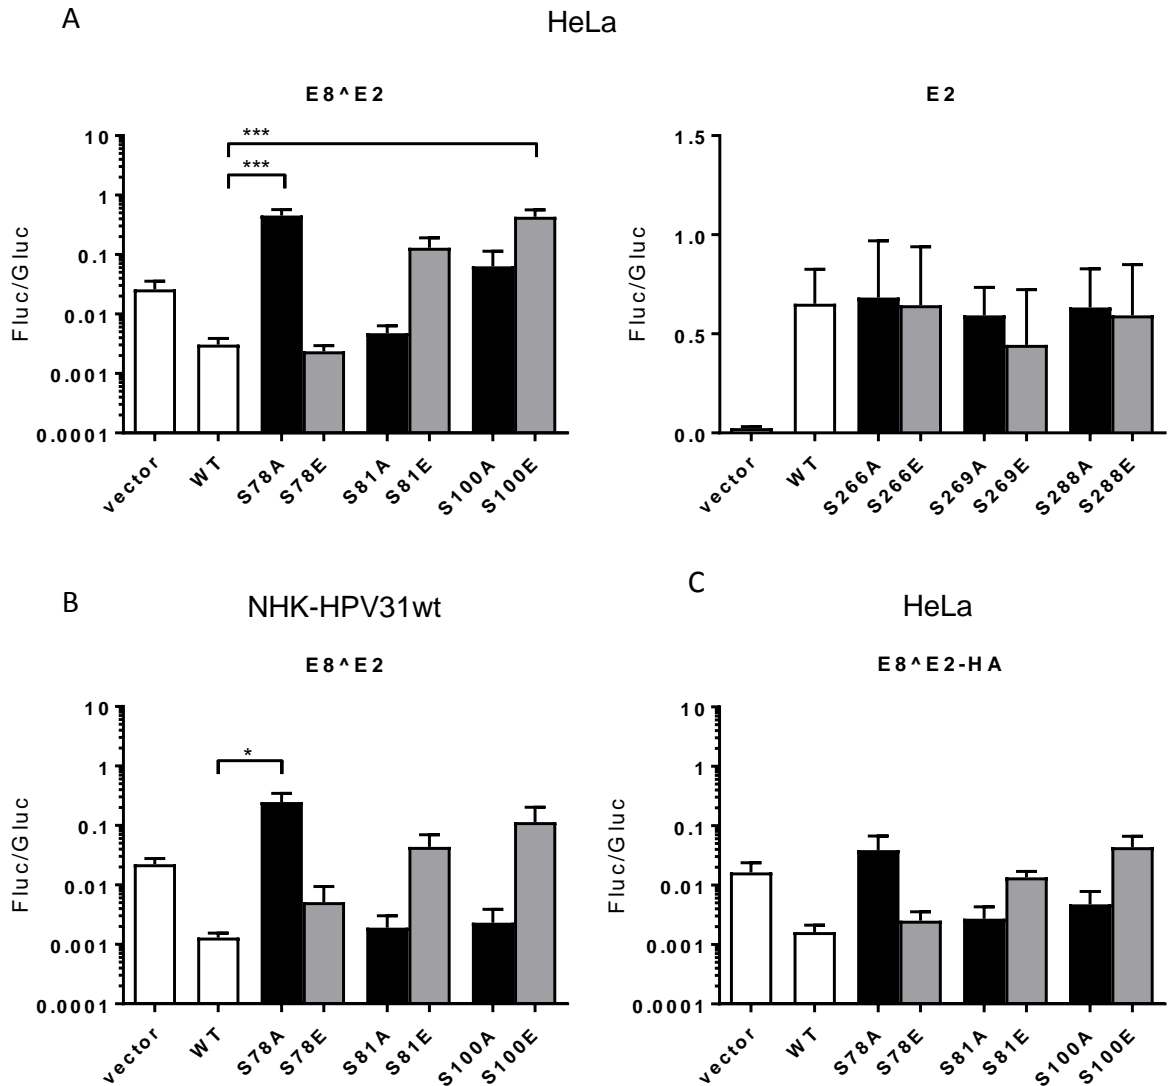 A
HeLa
E8^E2
10
1
0.1
0.01
0.001
0.0001
Fluc/Gluc
***
***
vector
WT
S78A
S78E
S81A
S81E
S100A
S100E
E2
1.5
1.0
0.5
0.0
Fluc/Gluc
vector
WT
S266A
S266E
S269A
S269E
S288A
S288E
B
NHK-HPV31wt
E8^E2
10
1
0.1
0.01
0.001
0.0001
Fluc/Gluc
*
vector
WT
S78A
S78E
S81A
S81E
S100A
S100E
C
HeLa
E8^E2-HA
10
1
0.1
0.01
0.001
0.0001
Fluc/Gluc
vector
WT
S78A
S78E
S81A
S81E
S100A
S100E